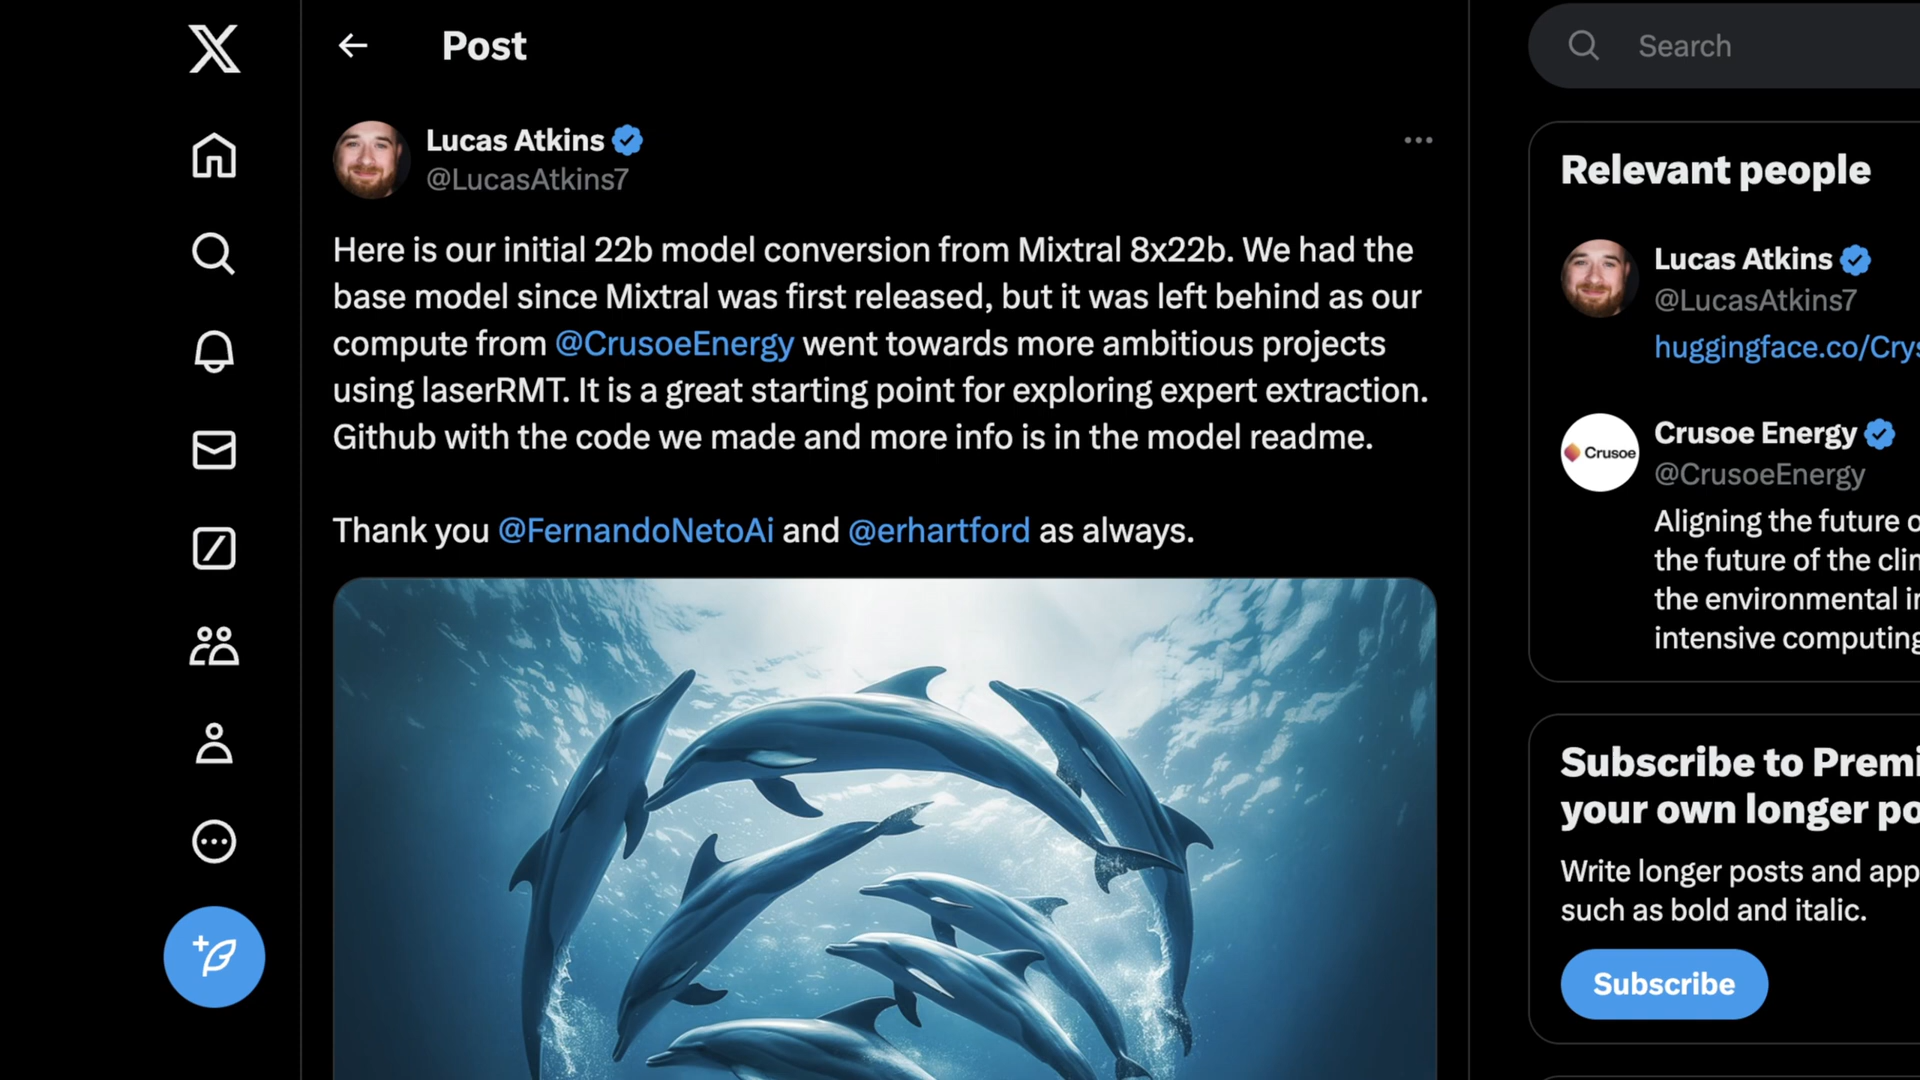 Post
Lucas Atkins
@LucasAtkins7
Here is our initial 22b model conversion from Mixtral 8x22b. We had the
base model since Mixtral was first released, but it was left behind as our
compute from @CrusoeEnergy went towards more ambitious projects
using laserRMT. It is a great starting point for exploring expert extraction.
Github with the code we made and more info is in the model readme.
Thank you @FernandoNetoAi and @erhartford as always.
Search
Relevant people
Lucas Atkins
@LucasAtkins7
huggingface.co/Crys
Crusoe
Crusoe Energy
@CrusoeEnergy
Aligning the future o
the future of the clim
the environmental i
intensive computing
Subscribe to Premi
your own longer po
Write longer posts and app
such as bold and italic.
Subscribe